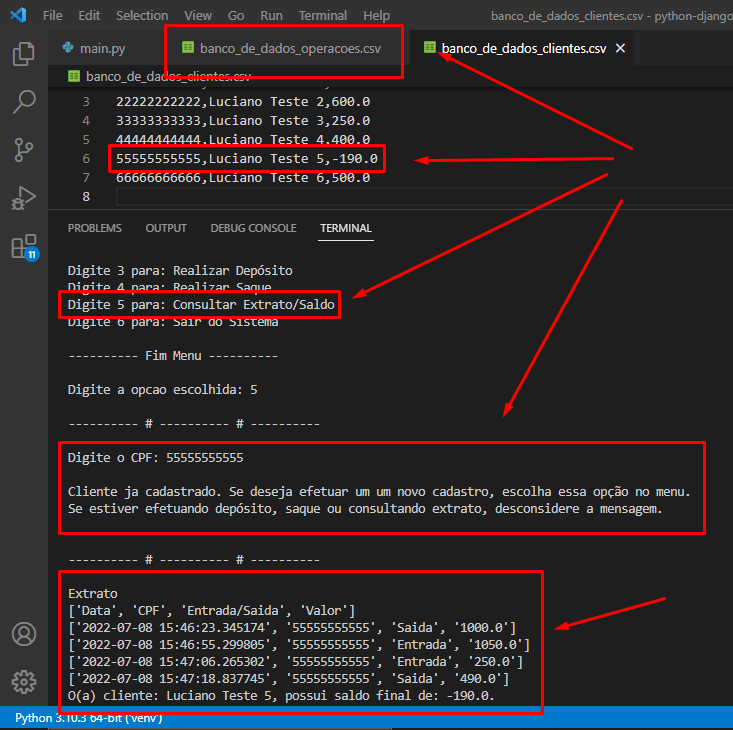 File Edit Selection View Go Run Terminal Help banco_de_dados_clientes.csv - python-django
main.py banco_de_dados_operacoes.csv banco_de_dados_clientes.csv
banco_de_dados_clientes.csv
3 22222222222,Luciano Teste 2,600.0
4 33333333333,Luciano Teste 3,250.0
5 44444444444,Luciano Teste 4,400.0
6 55555555555,Luciano Teste 5,-190.0
7 66666666666,Luciano Teste 6,500.0
8
PROBLEMS OUTPUT DEBUG CONSOLE TERMINAL
Digite 3 para: Realizar Depósito
Digite 4 para: Realizar Saque
Digite 5 para: Consultar Extrato/Saldo
Digite 6 para: Sair do Sistema
---------- Fim Menu ----------
Digite a opcao escolhida: 5
---------- # ---------- # ----------
Digite o CPF: 55555555555
Cliente ja cadastrado. Se deseja efetuar um um novo cadastro, escolha essa opção no menu.
Se estiver efetuando depósito, saque ou consultando extrato, desconsidere a mensagem.
---------- # ---------- # ----------
Extrato
['Data', 'CPF', 'Entrada/Saida', 'Valor']
['2022-07-08 15:46:23.345174', '55555555555', 'Saida', '1000.0']
['2022-07-08 15:46:55.299805', '55555555555', 'Entrada', '1050.0']
['2022-07-08 15:47:06.265302', '55555555555', 'Entrada', '250.0']
['2022-07-08 15:47:18.837745', '55555555555', 'Saida', '490.0']
O(a) cliente: Luciano Teste 5, possui saldo final de: -190.0.
11
Python 3.10.3 64-bit ('venv')